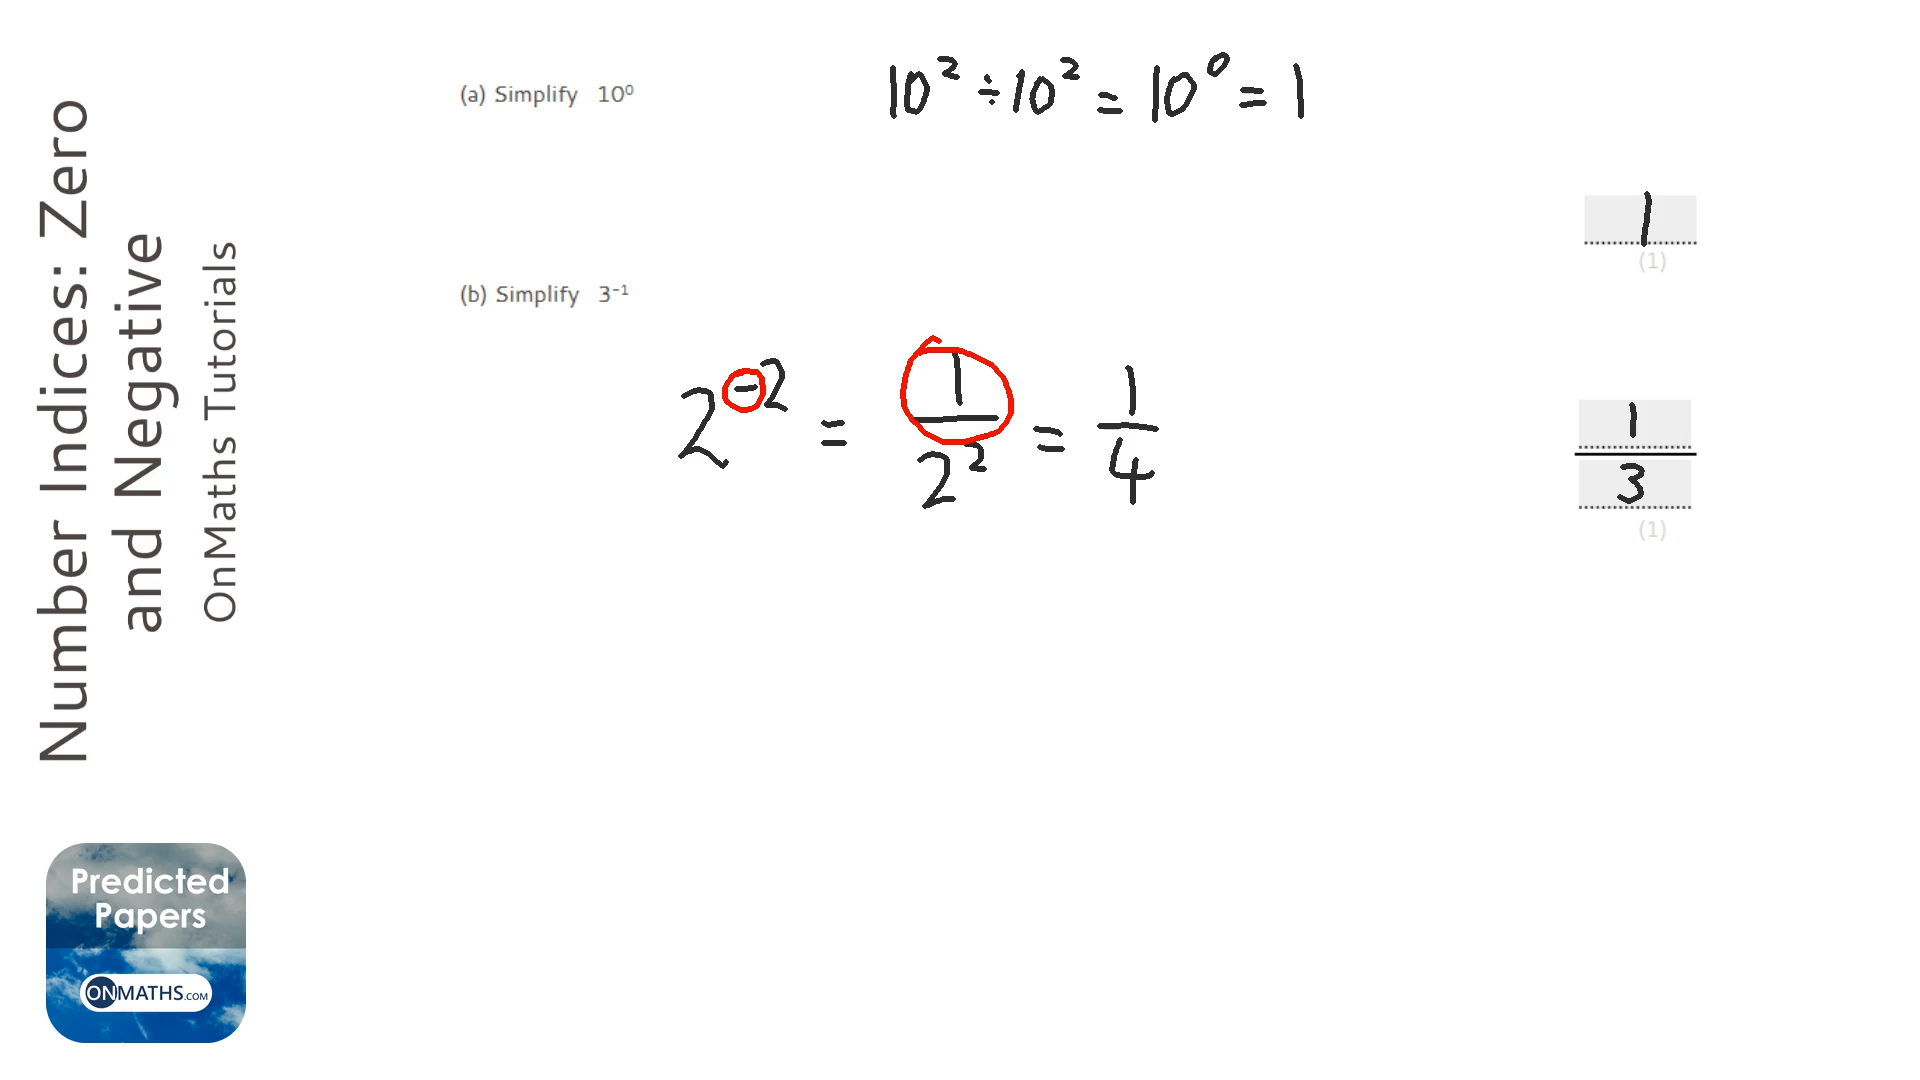 Number Indices: Zero
and Negative
OnMaths Tutorials
(a) Simplify 10⁰
10² ÷ 10² = 10⁰ = 1
1
(1)
(b) Simplify 3⁻¹
2⁻² = 1/2² = 1/4
1
3
(1)
Predicted
Papers
ONMATHS.COM